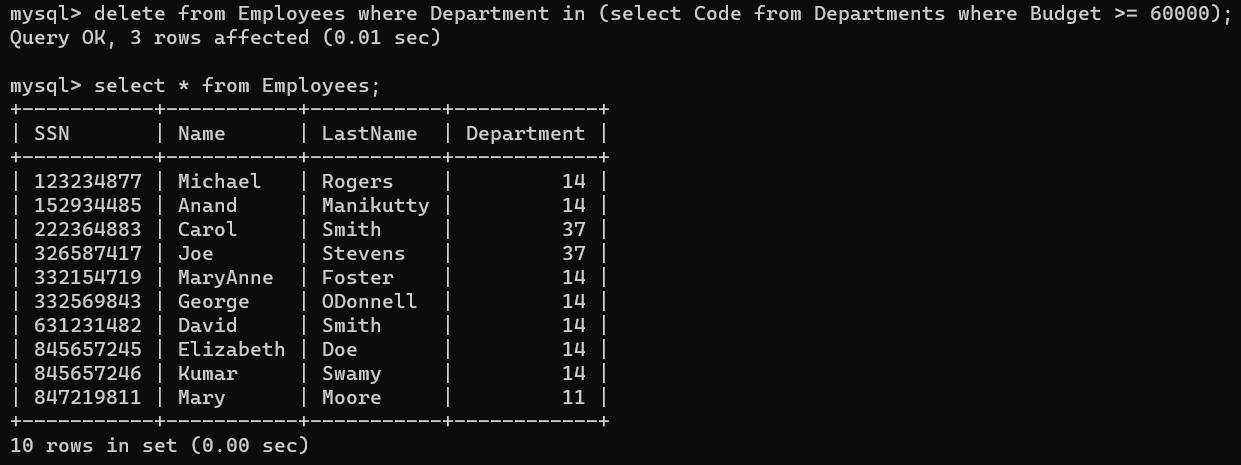 mysql> delete from Employees where Department in (select Code from Departments where Budget >= 60000);
Query OK, 3 rows affected (0.01 sec)

mysql> select * from Employees;
+-----------+-----------+-----------+------------+
| SSN       | Name      | LastName  | Department |
+-----------+-----------+-----------+------------+
| 123234877 | Michael   | Rogers    |         14 |
| 152934485 | Anand     | Manikutty |         14 |
| 222364883 | Carol     | Smith     |         37 |
| 326587417 | Joe       | Stevens   |         37 |
| 332154719 | MaryAnne  | Foster    |         14 |
| 332569843 | George    | ODonnell  |         14 |
| 631231482 | David     | Smith     |         14 |
| 845657245 | Elizabeth | Doe       |         14 |
| 845657246 | Kumar     | Swamy     |         14 |
| 847219811 | Mary      | Moore     |         11 |
+-----------+-----------+-----------+------------+
10 rows in set (0.00 sec)